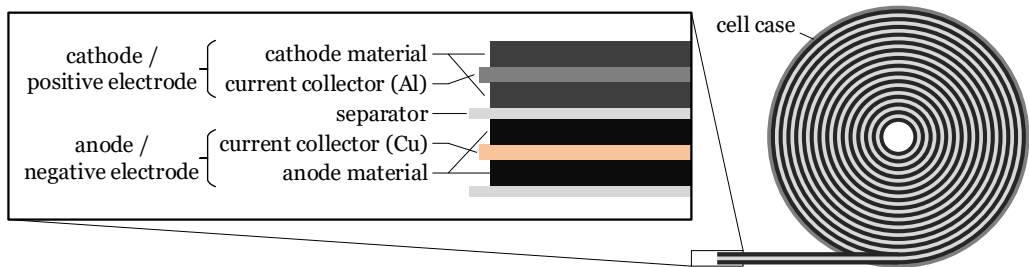 cathode /
positive electrode
cathode material
current collector (Al)
separator
anode /
negative electrode
current collector (Cu)
anode material
cell case